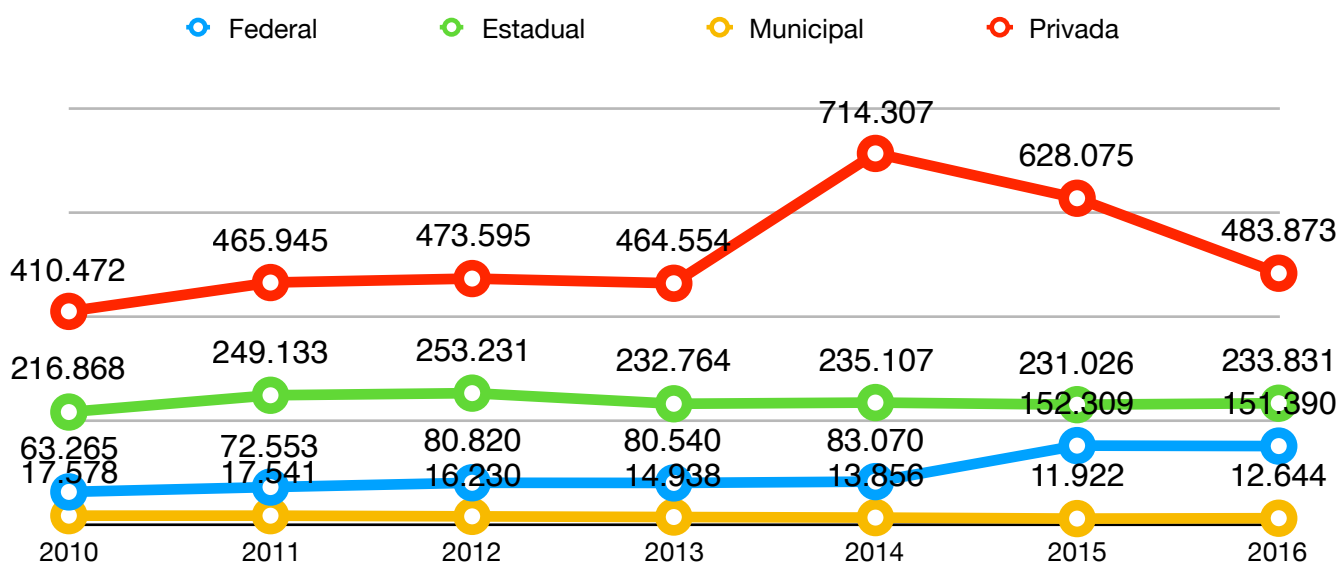 Federal Estadual Municipal Privada
714.307
628.075
465.945 473.595 464.554 483.873
410.472
216.868 249.133 253.231 232.764 235.107 231.026 233.831
152.309 151.390
63.265 72.553 80.820 80.540 83.070
17.578 17.541 16.230 14.938 13.856 11.922 12.644
2010 2011 2012 2013 2014 2015 2016